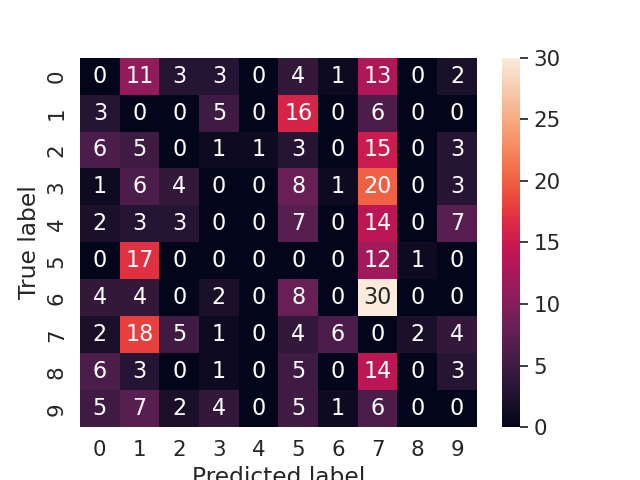 0 11 3 3 0 4 1 13 0 2
3 0 0 5 0 16 0 6 0 0
6 5 0 1 1 3 0 15 0 3
1 6 4 0 0 8 1 20 0 3
2 3 3 0 0 7 0 14 0 7
0 17 0 0 0 0 0 12 1 0
4 4 0 2 0 8 0 30 0 0
2 18 5 1 0 4 6 0 2 4
6 3 0 1 0 5 0 14 0 3
5 7 2 4 0 5 1 6 0 0
0 1 2 3 4 5 6 7 8 9
Predicted label
True label
0
1
2
3
4
5
6
7
8
9
30
25
20
15
10
5
0